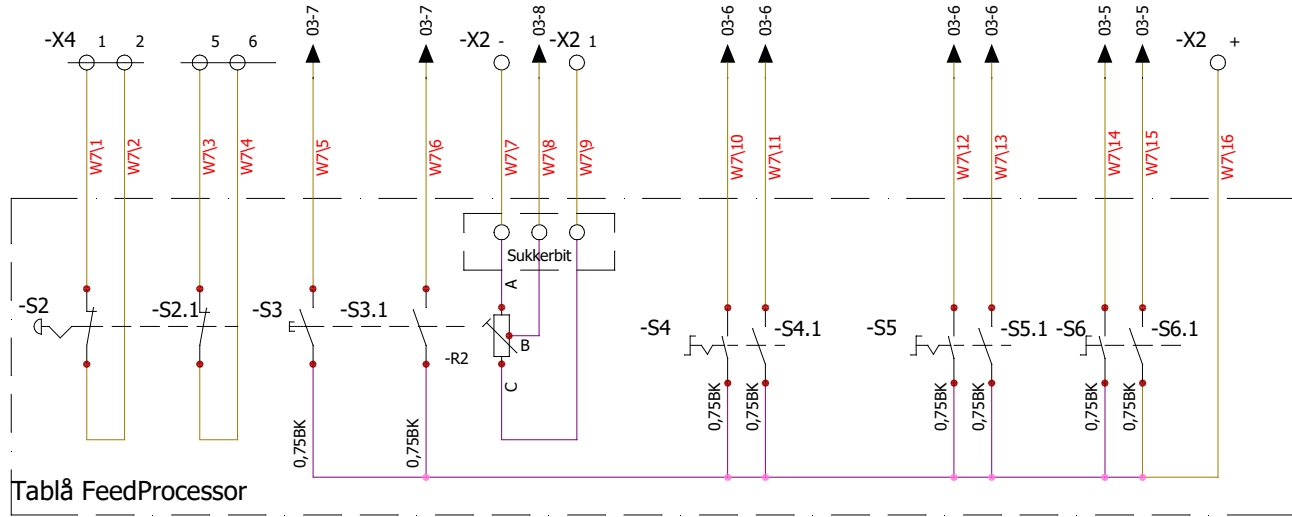 03-7
03-7
03-8
03-6
03-6
03-6
03-6
03-5
03-5
-X4 1 2 5 6 -X2 - -X2 1 -X2 +
W7\1
W7\2
W7\3
W7\4
W7\5
W7\6
W7\7
W7\8
W7\9
W7\10
W7\11
W7\12
W7\13
W7\14
W7\15
W7\16
Sukkerbit
A
-S2 -S2.1 -S3 -S3.1 -S4 -S4.1 -S5 -S5.1 -S6 -S6.1
B
-R2
C
0,75BK
0,75BK
0,75BK
0,75BK
0,75BK
0,75BK
0,75BK
0,75BK
Tablå FeedProcessor